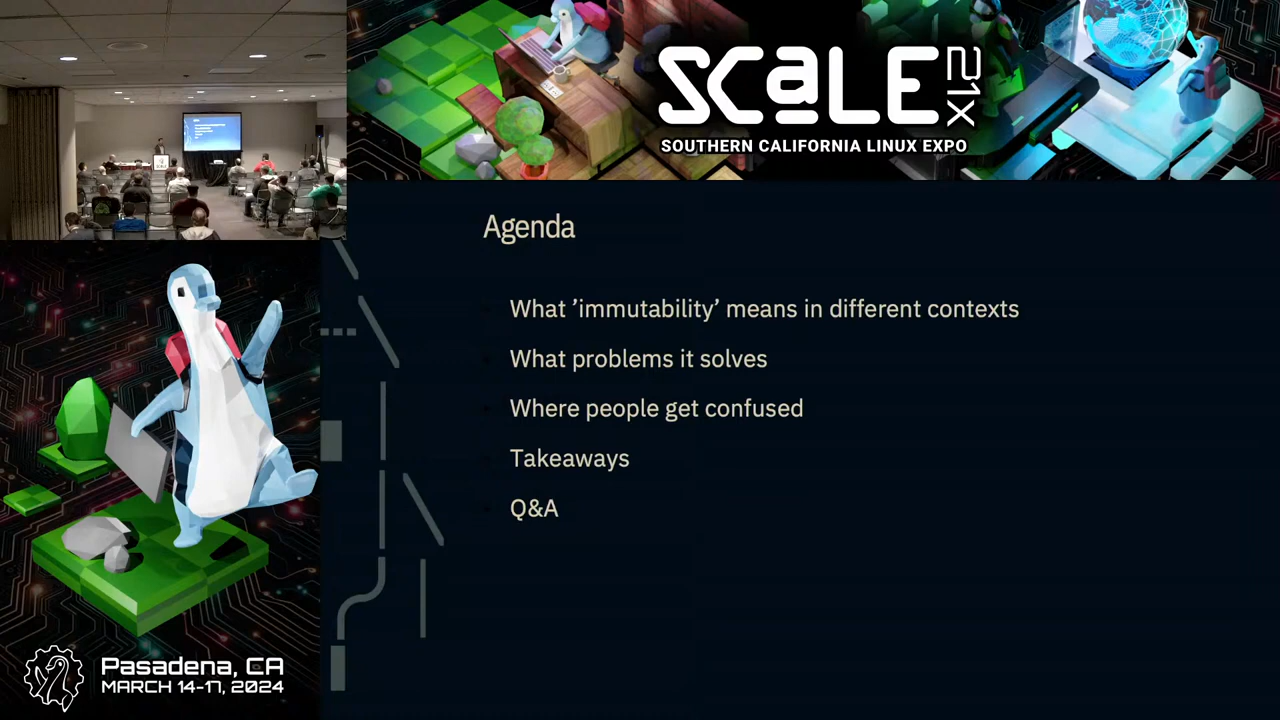 SCaLE 21X
SOUTHERN CALIFORNIA LINUX EXPO
Agenda
What ’immutability’ means in different contexts
What problems it solves
Where people get confused
Takeaways
Q&A
Pasadena, CA
MARCH 14-17, 2024